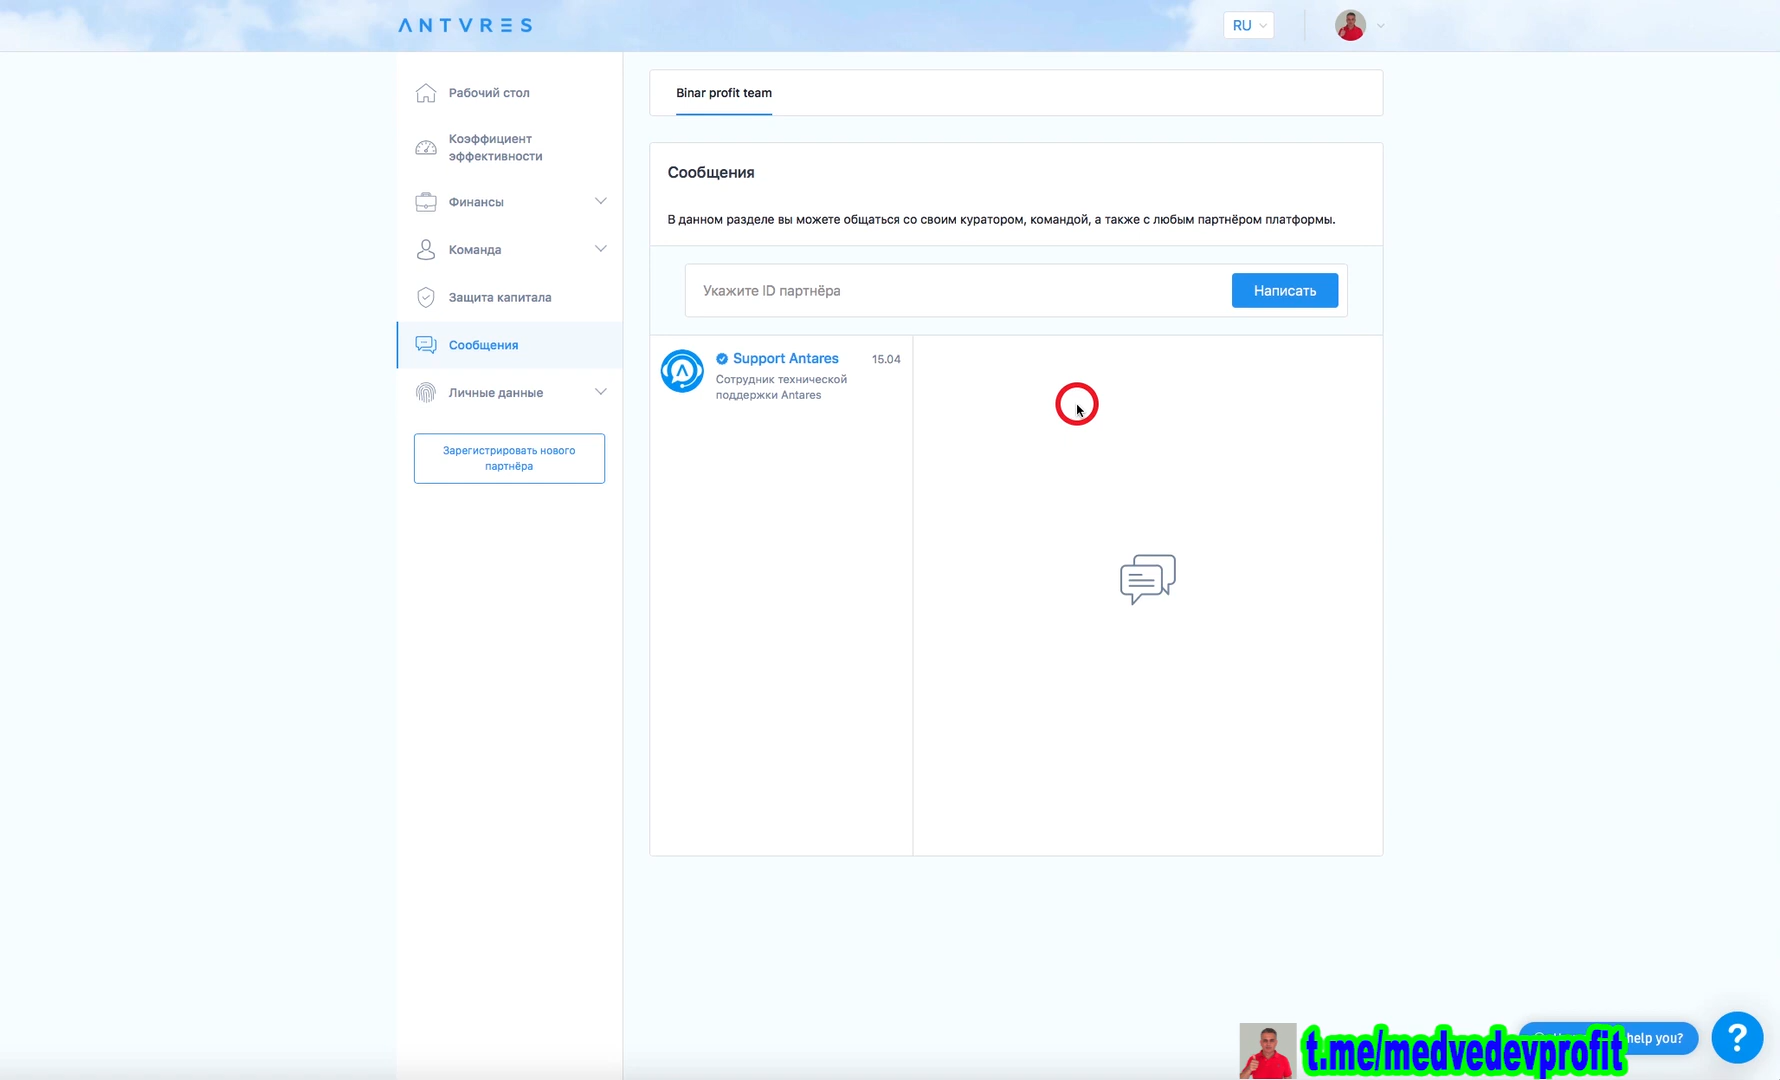 ANTARES
RU
Рабочий стол
Коэффициент
эффективности
Финансы
Команда
Защита капитала
Сообщения
Личные данные
Зарегистрировать нового
партнёра
Binar profit team
Сообщения
В данном разделе вы можете общаться со своим куратором, командой, а также с любым партнёром платформы.
Укажите ID партнёра
Написать
Support Antares
15.04
Сотрудник технической
поддержки Antares
help you?
?
t.me/medvedevprofit